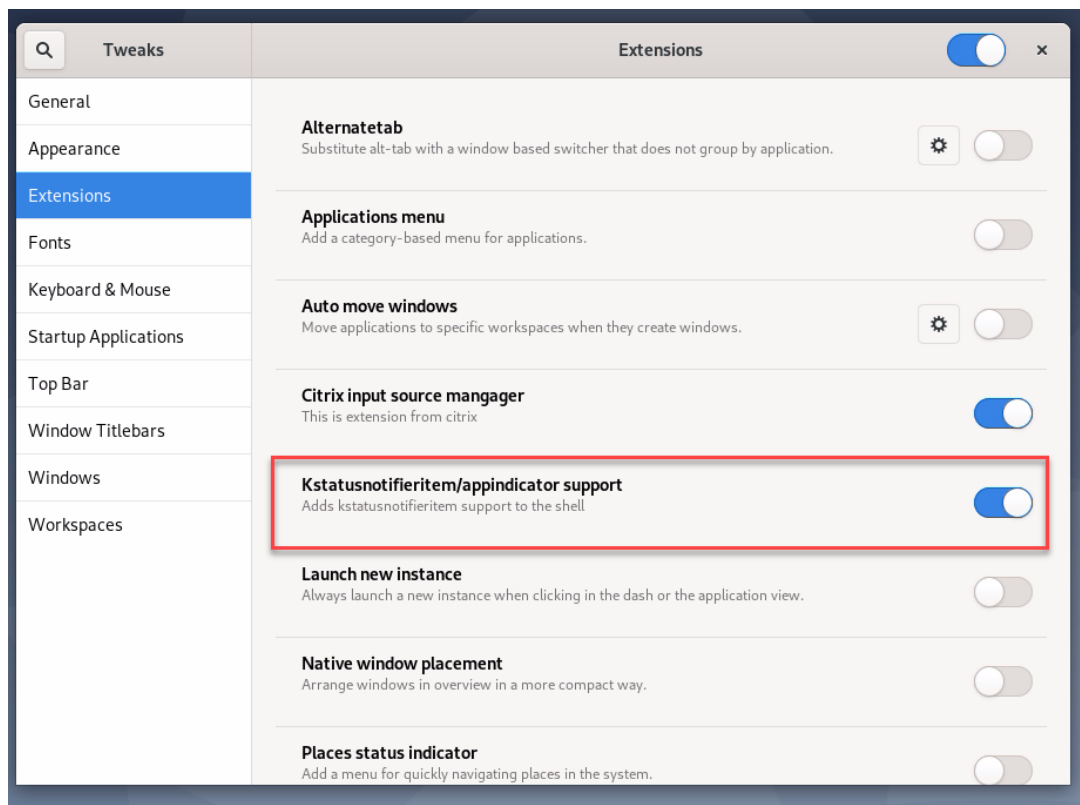 Tweaks
Extensions
General
Appearance
Extensions
Fonts
Keyboard & Mouse
Startup Applications
Top Bar
Window Titlebars
Windows
Workspaces
Alternatetab
Substitute alt-tab with a window based switcher that does not group by application.
Applications menu
Add a category-based menu for applications.
Auto move windows
Move applications to specific workspaces when they create windows.
Citrix input source mangager
This is extension from citrix
Kstatusnotifieritem/appindicator support
Adds kstatusnotifieritem support to the shell
Launch new instance
Always launch a new instance when clicking in the dash or the application view.
Native window placement
Arrange windows in overview in a more compact way.
Places status indicator
Add a menu for quickly navigating places in the system.